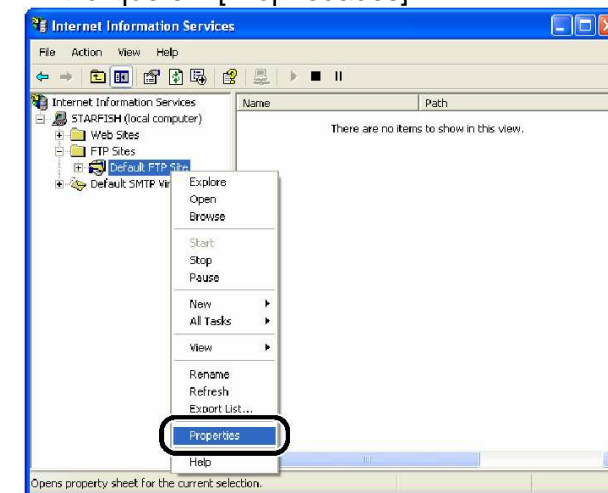 Internet Information Services
File Action View Help
Internet Information Services
STARFISH (local computer)
Web Sites
FTP Sites
Default FTP Site
Default SMTP Vir
Name Path
There are no items to show in this view.
Explore
Open
Browse
Start
Stop
Pause
New
All Tasks
View
Rename
Refresh
Export List...
Properties
Help
Opens property sheet for the current selection.